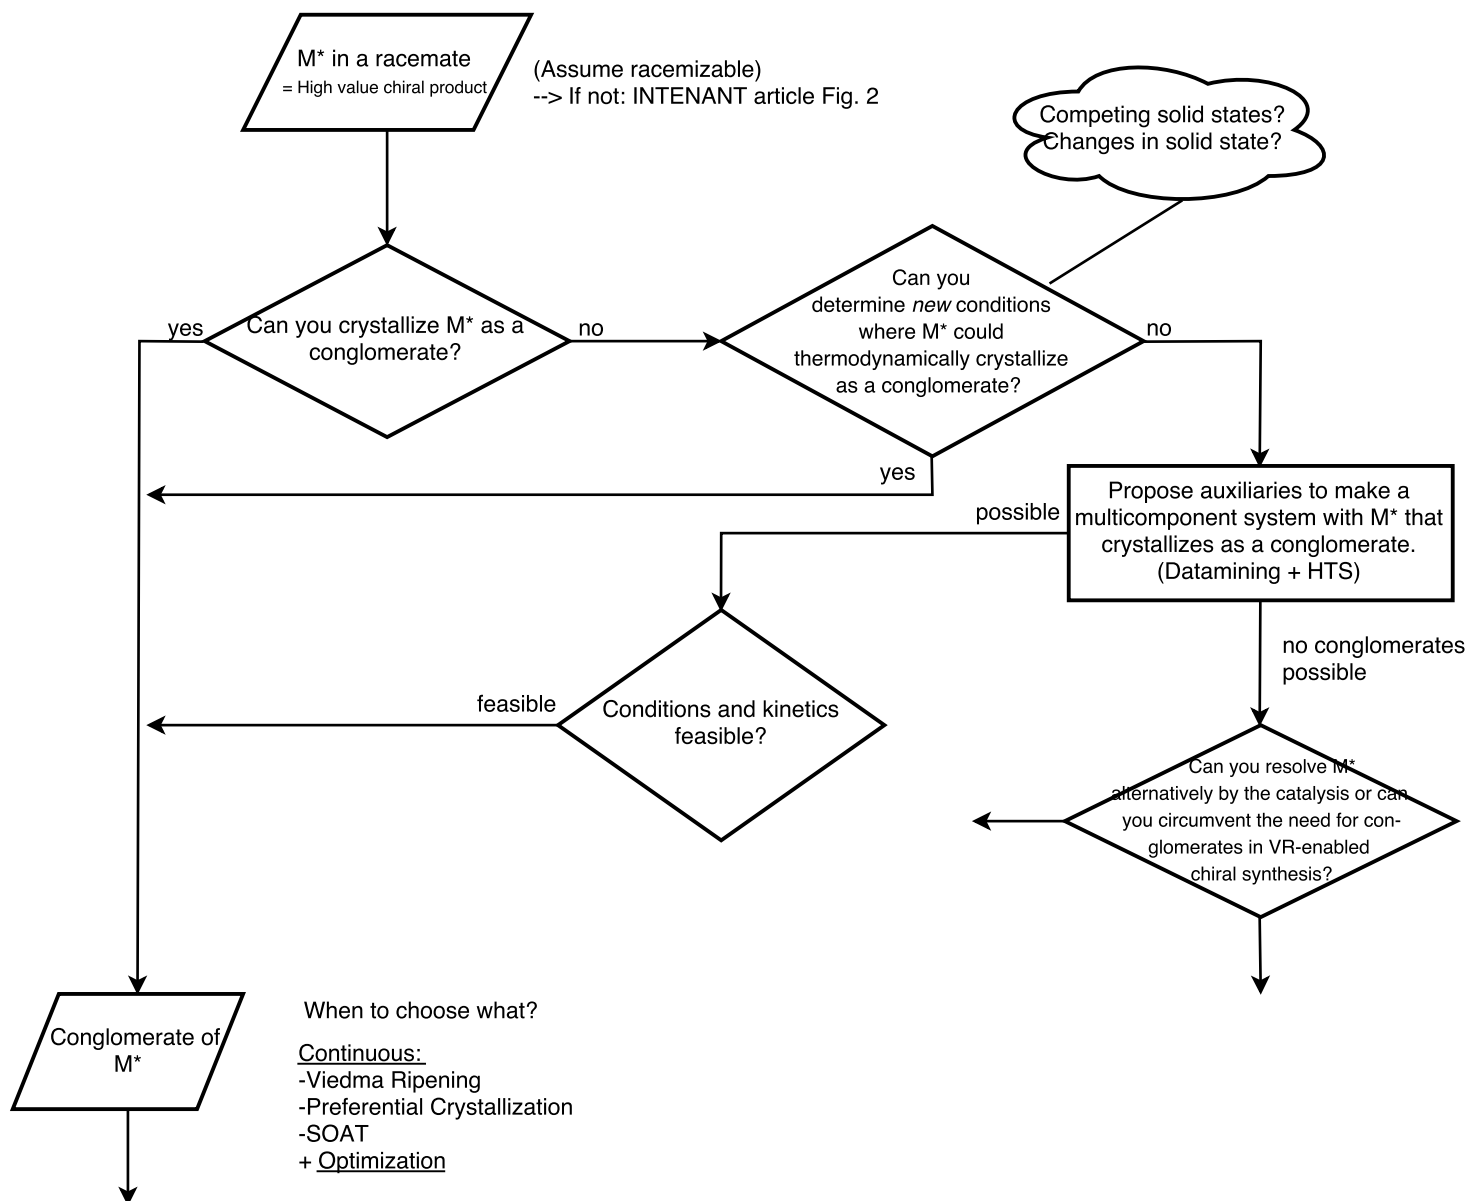 M* in a racemate
= High value chiral product
(Assume racemizable)
--> If not: INTENANT article Fig. 2
Competing solid states?
Changes in solid state?
Can you crystallize M* as a
conglomerate?
yes
no
Can you
determine new conditions
where M* could
thermodynamically crystallize
as a conglomerate?
no
yes
Propose auxiliaries to make a
multicomponent system with M* that
crystallizes as a conglomerate.
(Datamining + HTS)
possible
no conglomerates
possible
Conditions and kinetics
feasible?
feasible
Can you resolve M*
alternatively by the catalysis or can
you circumvent the need for con-
glomerates in VR-enabled
chiral synthesis?
Conglomerate of
M*
When to choose what?
Continuous:
-Viedma Ripening
-Preferential Crystallization
-SOAT
+ Optimization